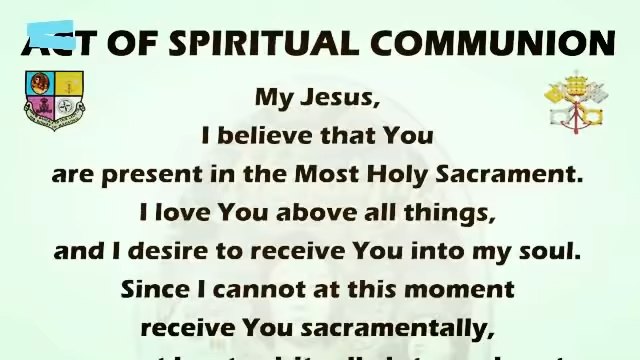 ACT OF SPIRITUAL COMMUNION
My Jesus,
I believe that You
are present in the Most Holy Sacrament.
I love You above all things,
and I desire to receive You into my soul.
Since I cannot at this moment
receive You sacramentally,